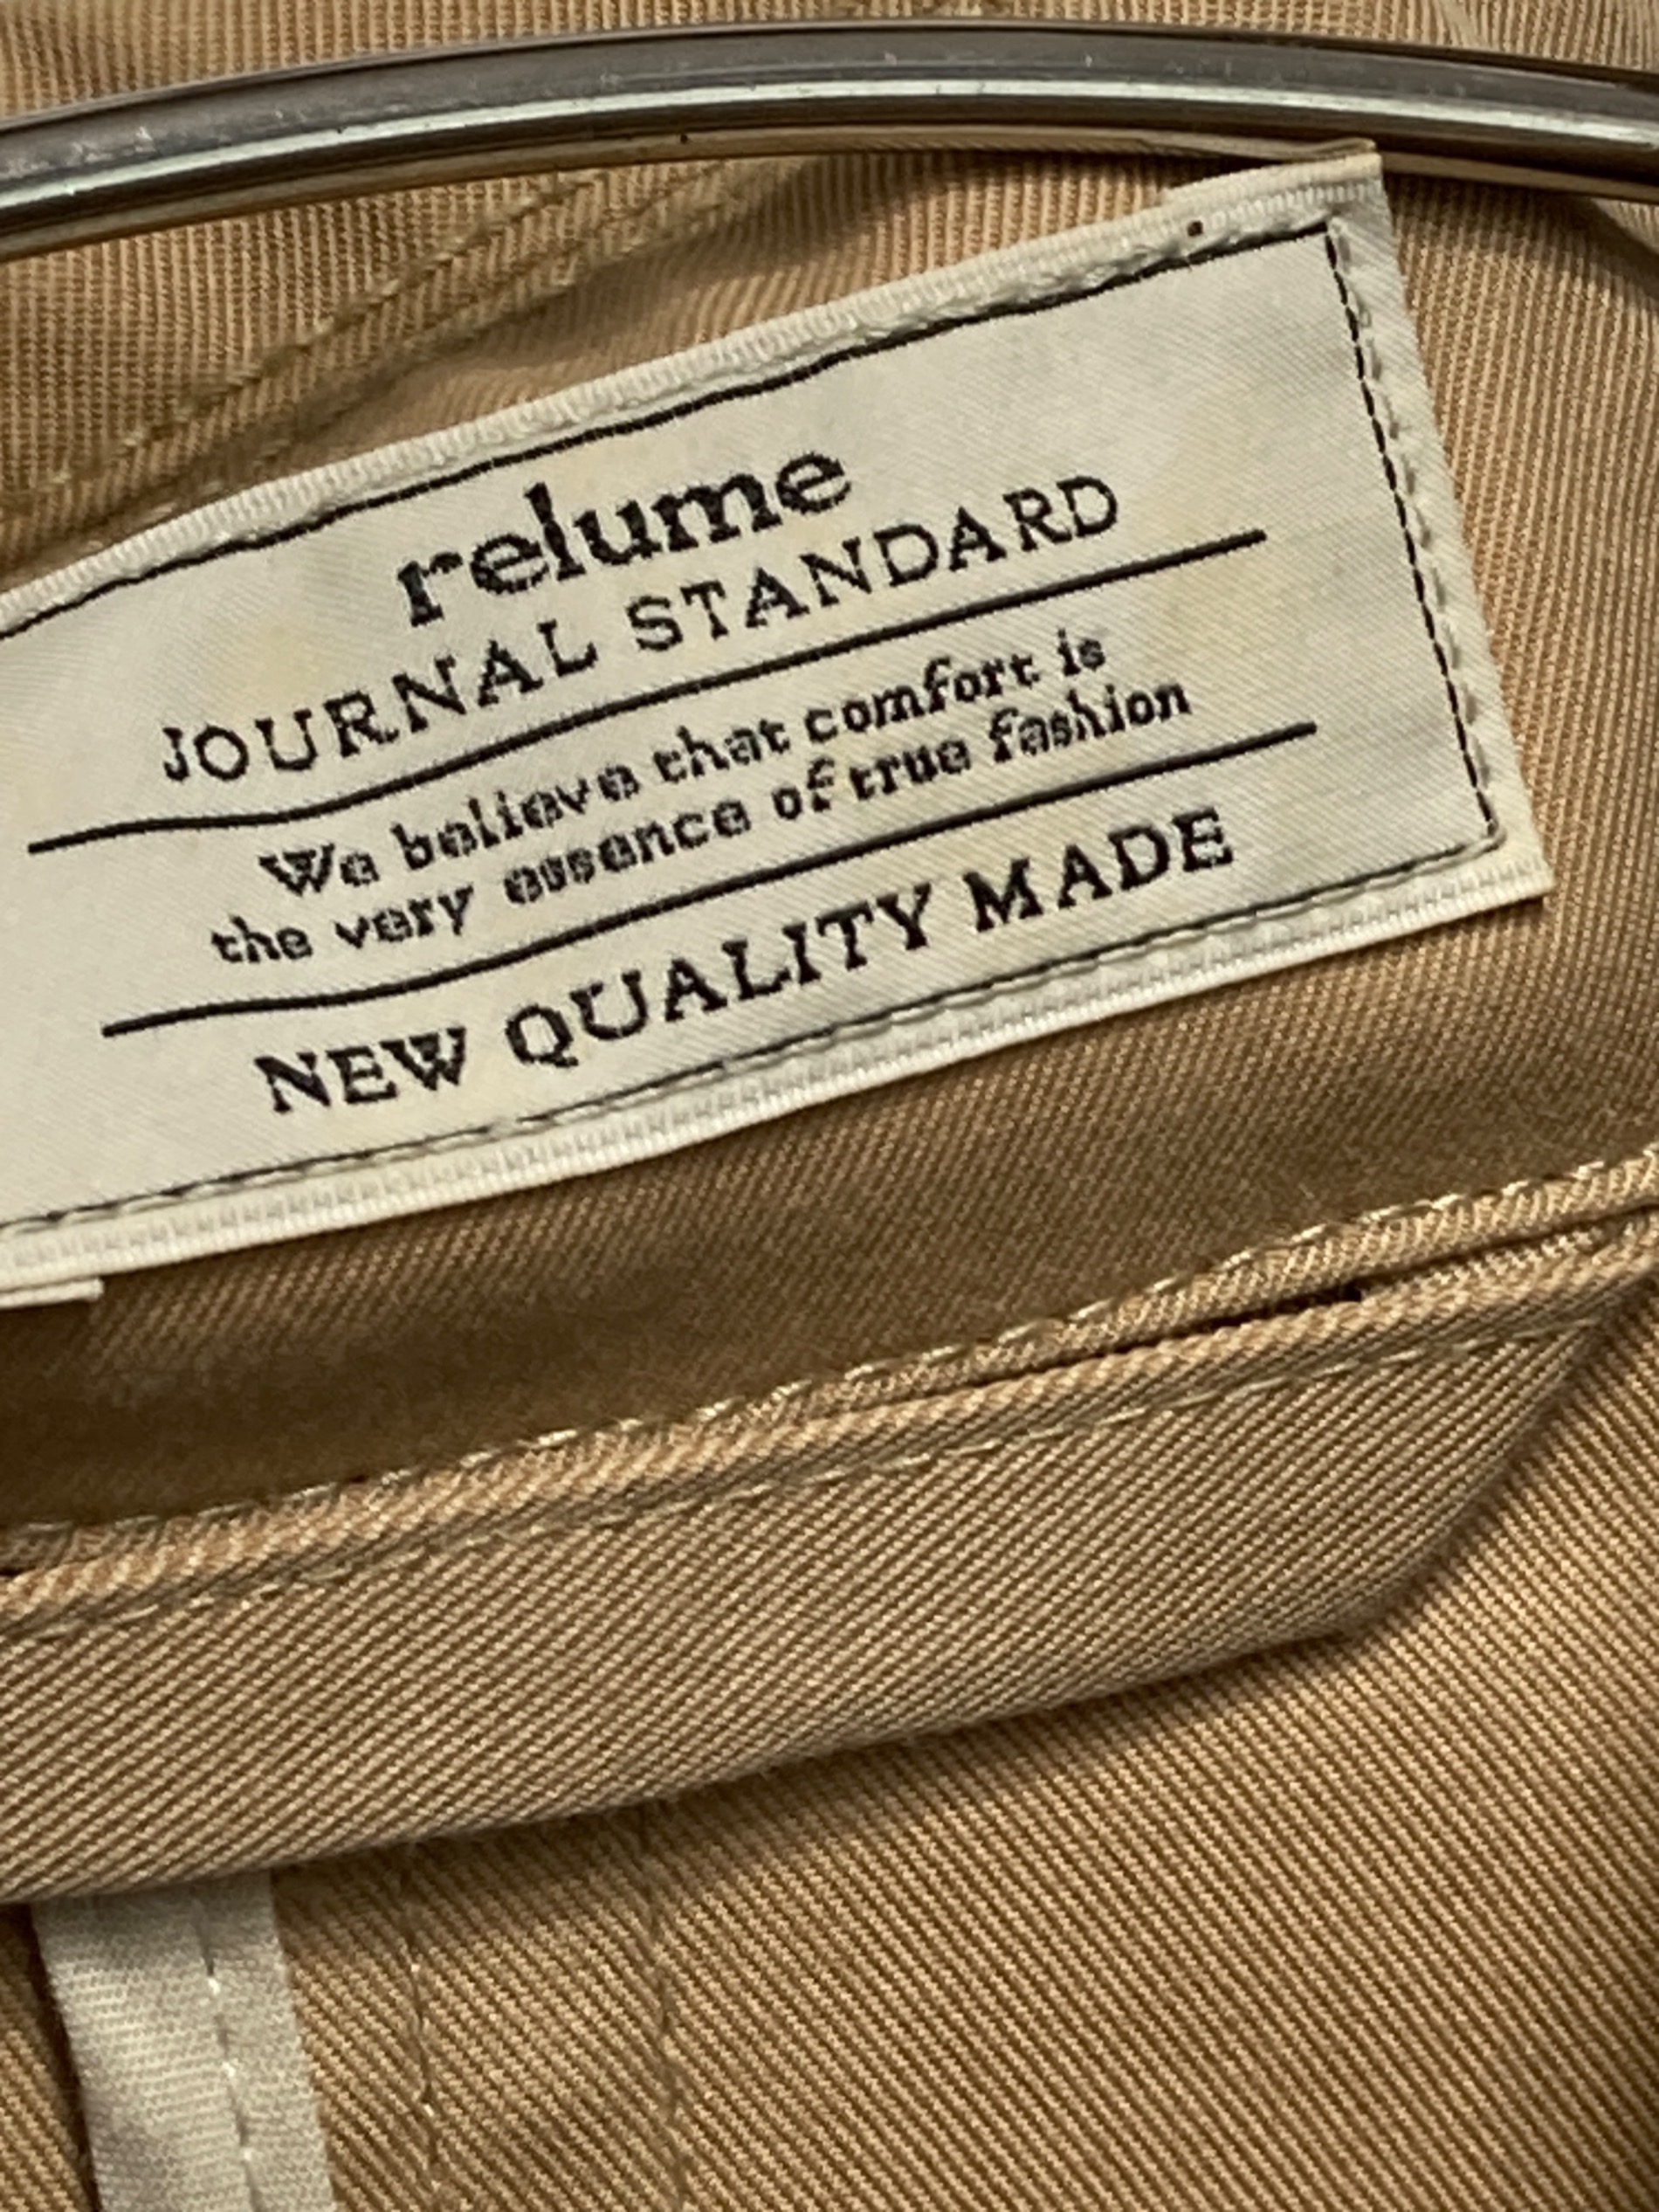 relume
JOURNAL STANDARD
We believe that comfort is
the very essence of true fashion
NEW QUALITY MADE